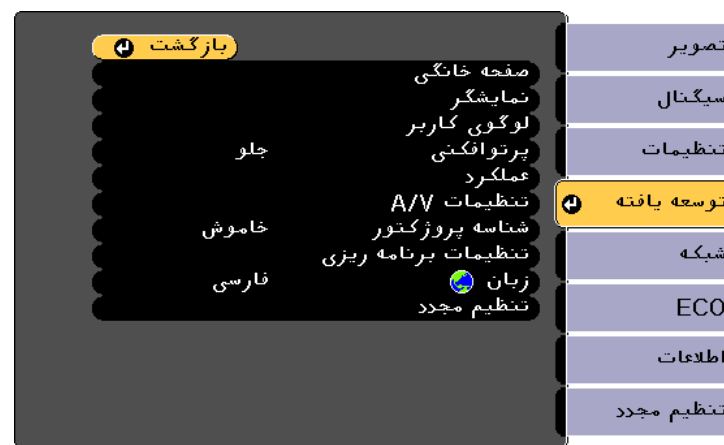 تصویر
سیگنال
تنظیمات
توسعه یافته
شبکه
ECO
اطلاعات
تنظیم مجدد
بازگشت
صفحه خانگی
نمایشگر
لوگوی کاربر
پرتوافکنی جلو
عملکرد
تنظیمات A/V
شناسه پروژکتور خاموش
تنظیمات برنامه ریزی
زبان فارسی
تنظیم مجدد